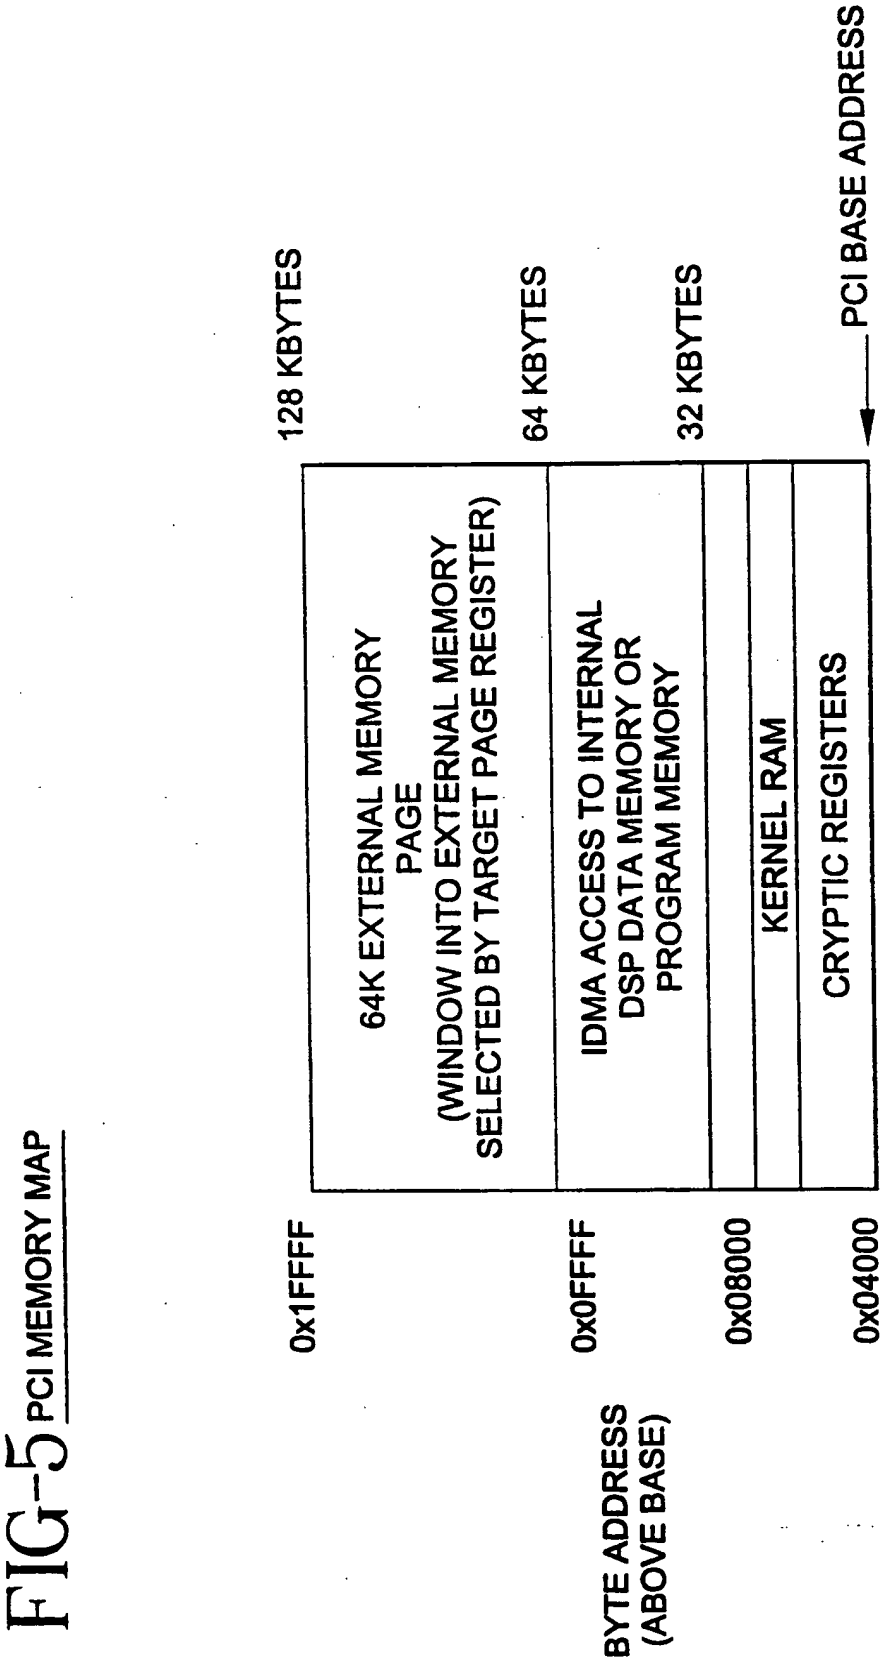 FIG-5 PCI MEMORY MAP
128 KBYTES
0x1FFFF
64K EXTERNAL MEMORY
PAGE
(WINDOW INTO EXTERNAL MEMORY
SELECTED BY TARGET PAGE REGISTER)
64 KBYTES
0x0FFFF
IDMA ACCESS TO INTERNAL
DSP DATA MEMORY OR
PROGRAM MEMORY
32 KBYTES
BYTE ADDRESS
(ABOVE BASE)
0x08000
KERNEL RAM
CRYPTIC REGISTERS
0x04000
PCI BASE ADDRESS